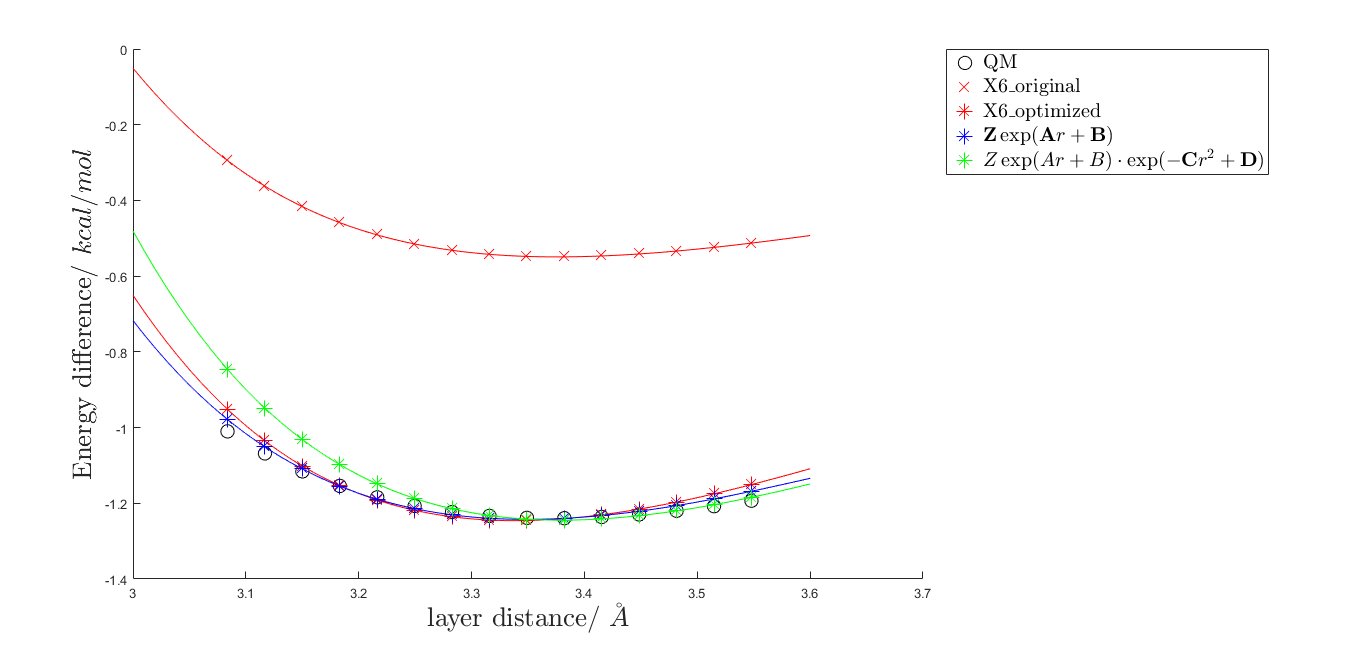 0
-0.2
-0.4
-0.6
-0.8
-1
-1.2
-1.4
3
3.1
3.2
3.3
3.4
3.5
3.6
3.7
Energy difference/ kcal/mol
layer distance/ Å
QM
X6_original
X6_optimized
Z exp(Ar + B)
Z exp(Ar + B) · exp(−Cr² + D)